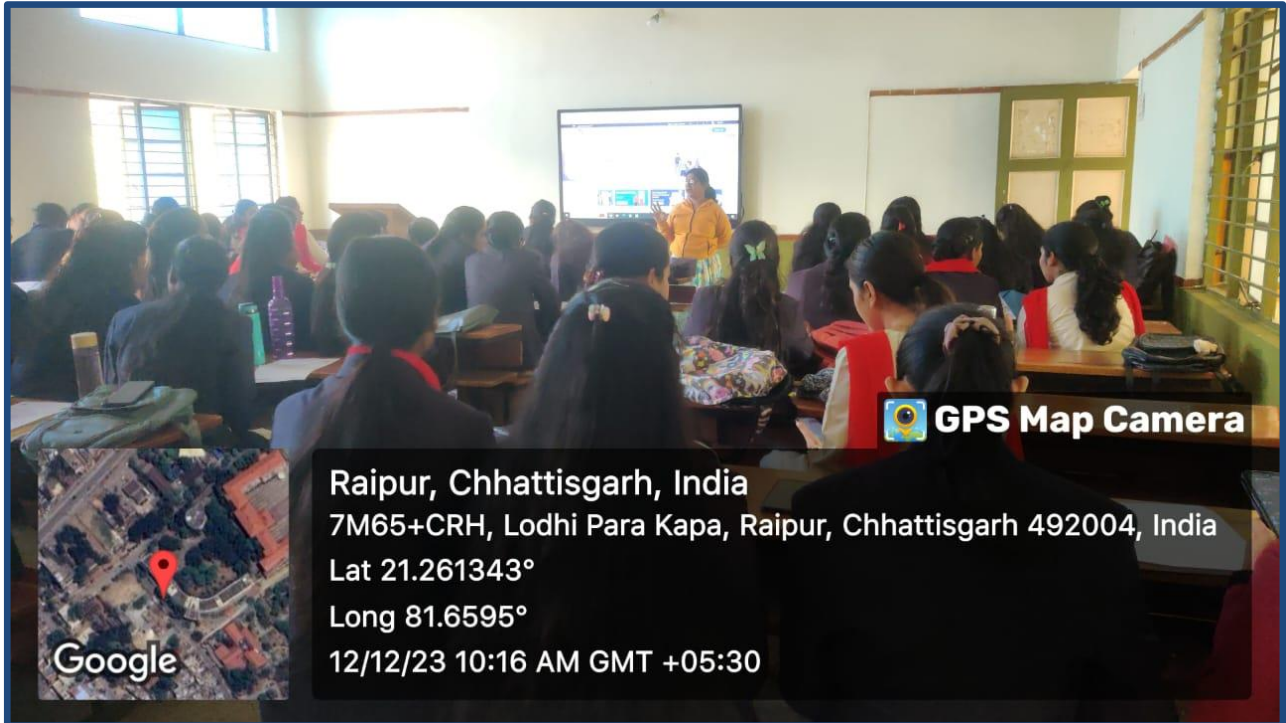 GPS Map Camera
Raipur, Chhattisgarh, India
7M65+CRH, Lodhi Para Kapa, Raipur, Chhattisgarh 492004, India
Lat 21.261343°
Long 81.6595°
12/12/23 10:16 AM GMT +05:30
Google